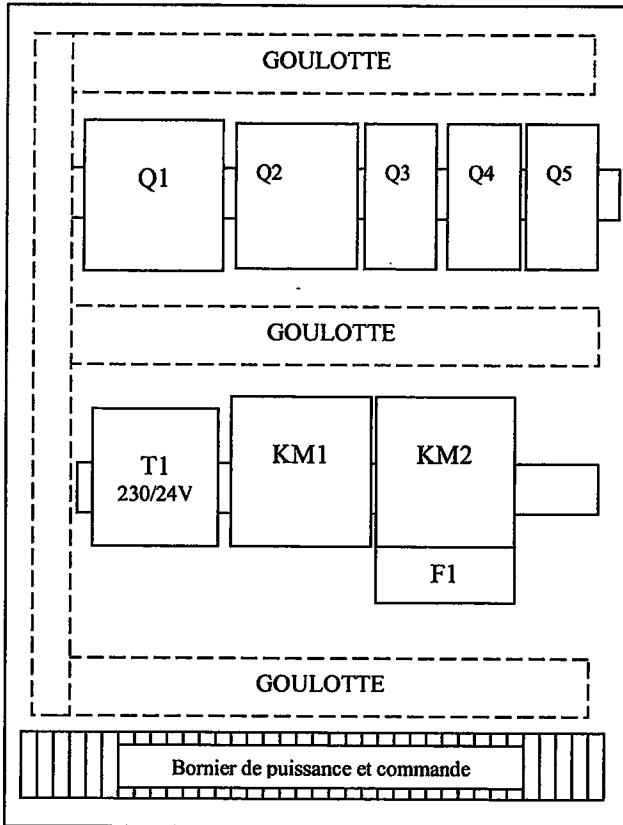 GOULOTTE
Q1
Q2
Q3
Q4
Q5
GOULOTTE
T1
230/24V
KM1
KM2
F1
GOULOTTE
Bornier de puissance et commande